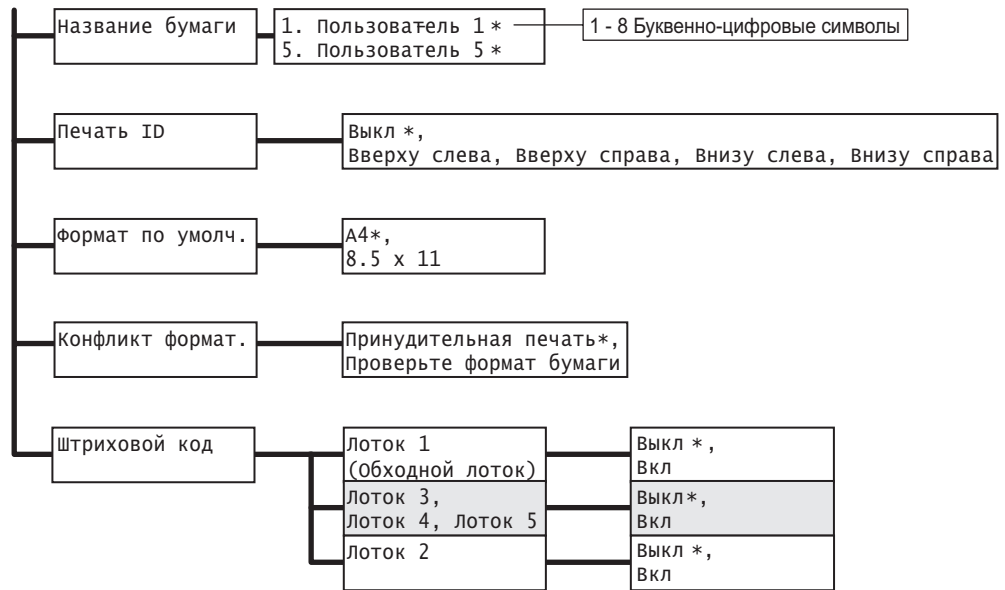 Название бумаги
1. Пользователь 1 *
5. Пользователь 5 *
1 - 8 Буквенно-цифровые символы
Печать ID
Выкл *,
Вверху слева, Вверху справа, Внизу слева, Внизу справа
Формат по умолч.
A4*,
8.5 x 11
Конфликт формат.
Принудительная печать*,
Проверьте формат бумаги
Штриховой код
Лоток 1
(Обходной лоток)
Выкл *,
Вкл
Лоток 3,
Лоток 4, Лоток 5
Выкл*,
Вкл
Лоток 2
Выкл *,
Вкл